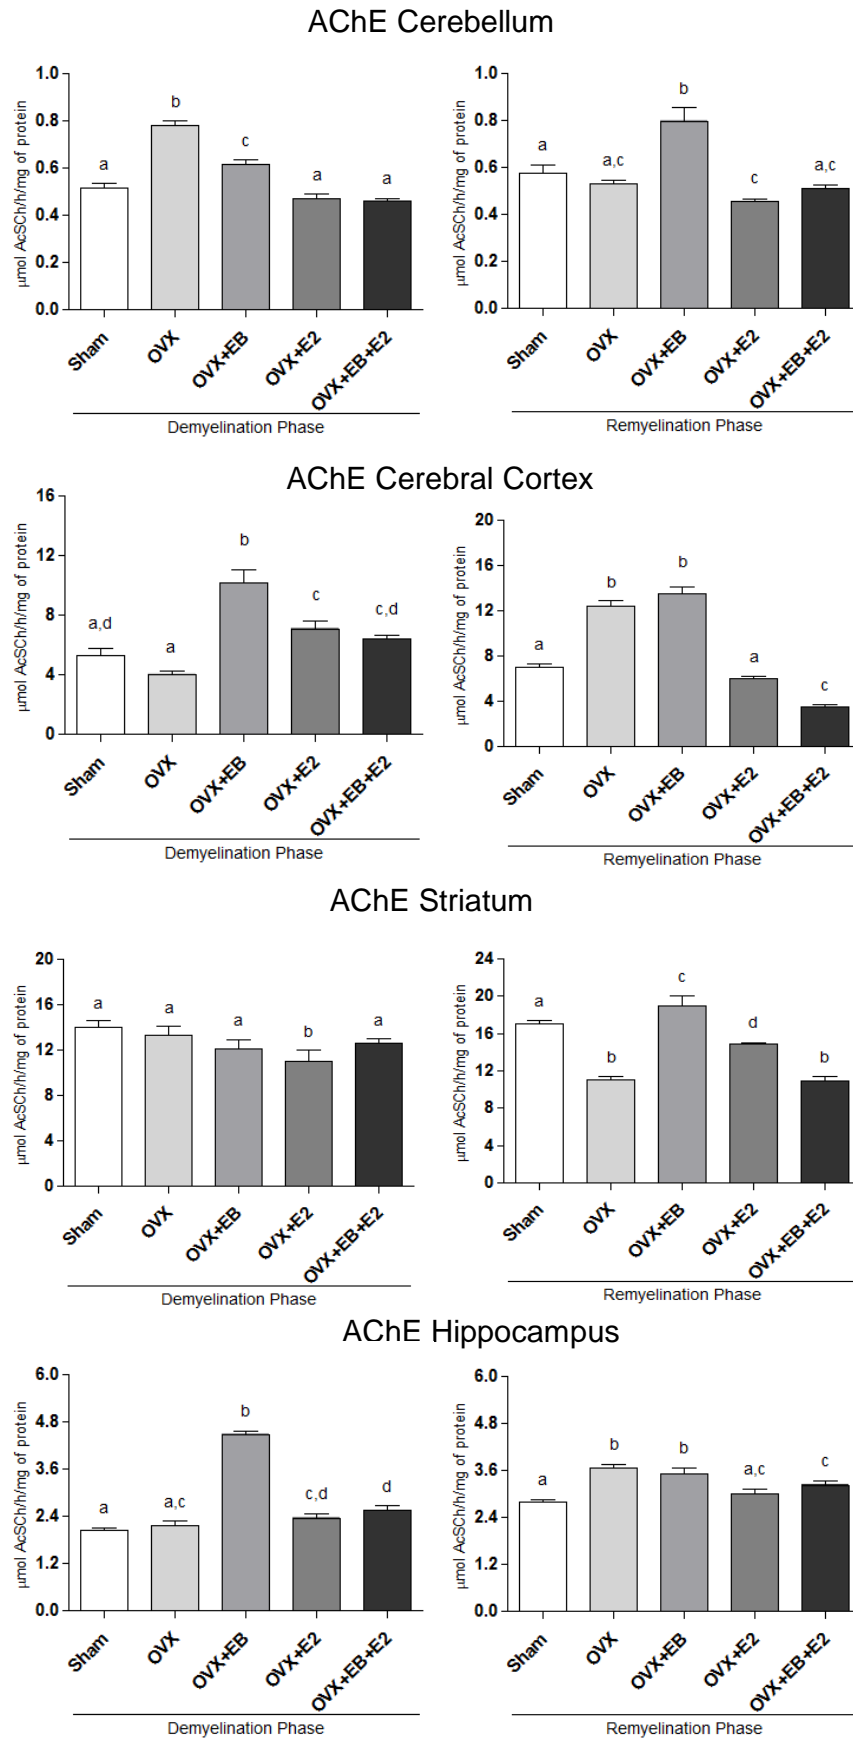 AChE Cerebellum
μmol AcSCh/h/mg of protein
1.0
0.8
0.6
0.4
0.2
0.0
a
b
c
a
a
Sham
OVX
OVX+EB
OVX+E2
OVX+EB+E2
Demyelination Phase
μmol AcSCh/h/mg of protein
1.0
0.8
0.6
0.4
0.2
0.0
a
a,c
b
c
a,c
Sham
OVX
OVX+EB
OVX+E2
OVX+EB+E2
Remyelination Phase
AChE Cerebral Cortex
μmol AcSCh/h/mg of protein
16
12
8
4
0
a,d
a
b
c
c,d
Sham
OVX
OVX+EB
OVX+E2
OVX+EB+E2
Demyelination Phase
μmol AcSCh/h/mg of protein
20
16
12
8
4
0
a
b
b
a
c
Sham
OVX
OVX+EB
OVX+E2
OVX+EB+E2
Remyelination Phase
AChE Striatum
μmol AcSCh/h/mg of protein
20
16
12
8
4
0
a
a
a
b
a
Sham
OVX
OVX+EB
OVX+E2
OVX+EB+E2
Demyelination Phase
μmol AcSCh/h/mg of protein
24
20
16
12
8
4
0
a
b
c
d
b
Sham
OVX
OVX+EB
OVX+E2
OVX+EB+E2
Remyelination Phase
AChE Hippocampus
μmol AcSCh/h/mg of protein
6.0
4.8
3.6
2.4
1.2
0.0
a
a,c
b
c,d
d
Sham
OVX
OVX+EB
OVX+E2
OVX+EB+E2
Demyelination Phase
μmol AcSCh/h/mg of protein
6.0
4.8
3.6
2.4
1.2
0.0
a
b
b
a,c
c
Sham
OVX
OVX+EB
OVX+E2
OVX+EB+E2
Remyelination Phase